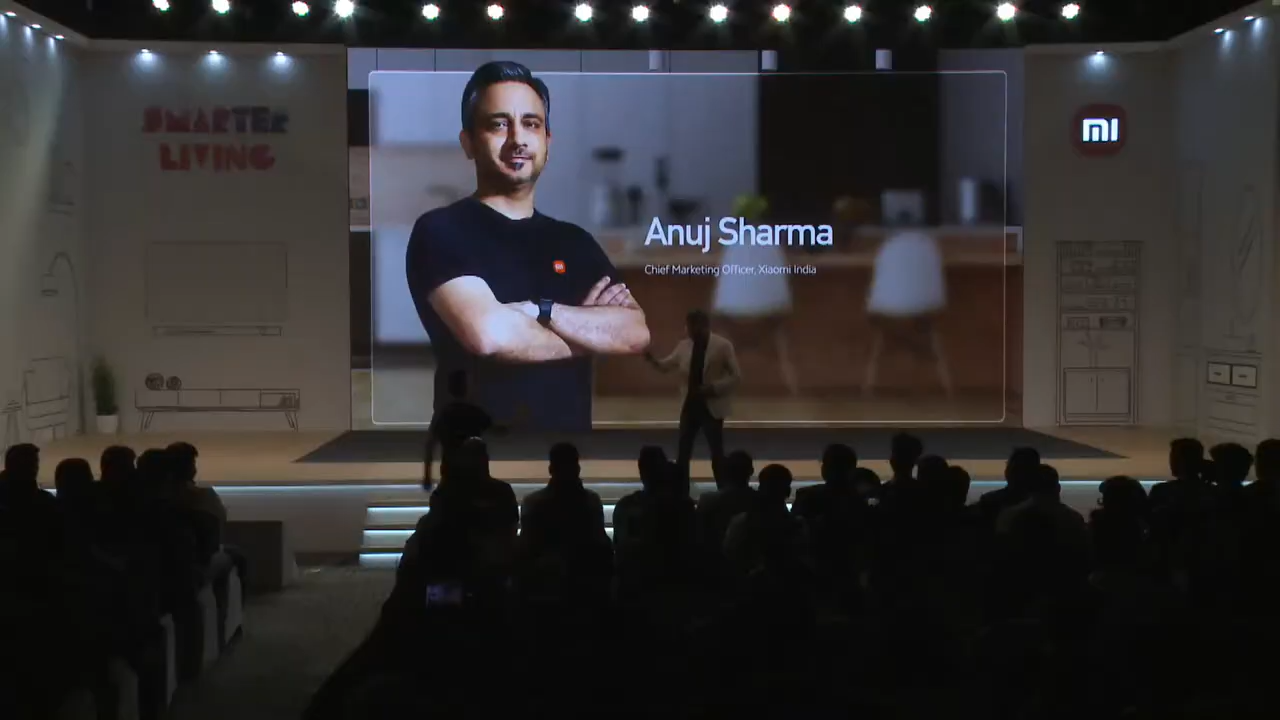 SMARTER
LIVING
mi
Anuj Sharma
Chief Marketing Officer, Xiaomi India